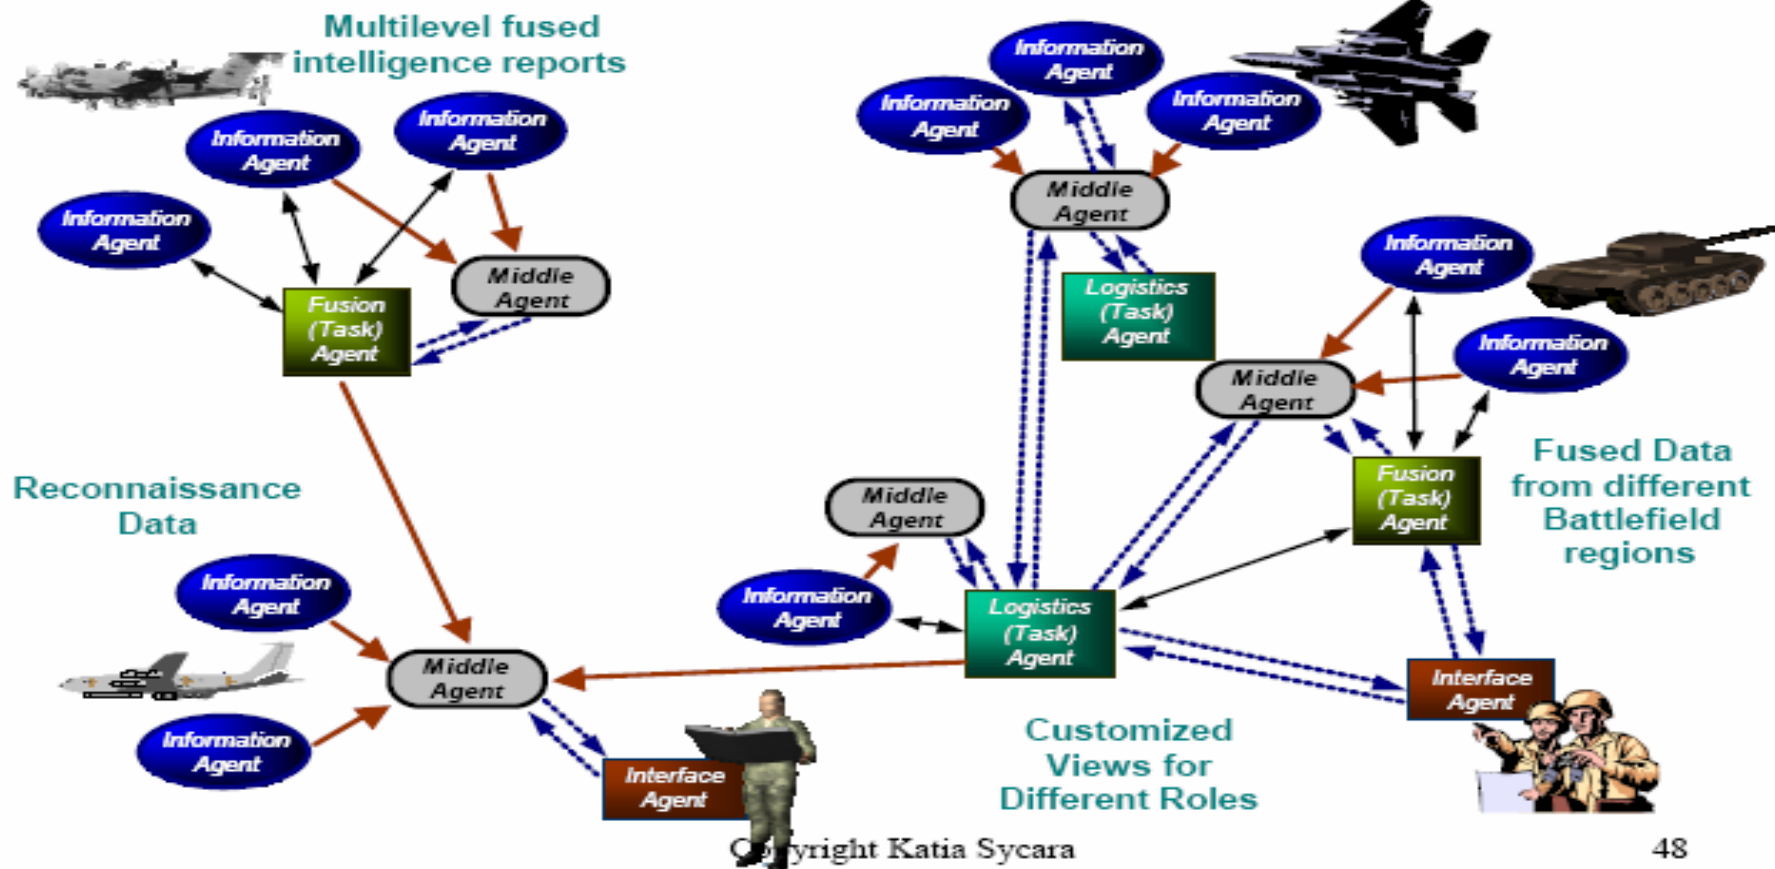 Multilevel fused
intelligence reports
Information
Agent
Information
Agent
Information
Agent
Middle
Agent
Fusion
(Task)
Agent
Information
Agent
Information
Agent
Information
Agent
Middle
Agent
Logistics
(Task)
Agent
Information
Agent
Information
Agent
Middle
Agent
Fusion
(Task)
Agent
Fused Data
from different
Battlefield
regions
Reconnaissance
Data
Middle
Agent
Information
Agent
Logistics
(Task)
Agent
Information
Agent
Middle
Agent
Information
Agent
Interface
Agent
Interface
Agent
Customized
Views for
Different Roles
Copyright Katia Sycara
48